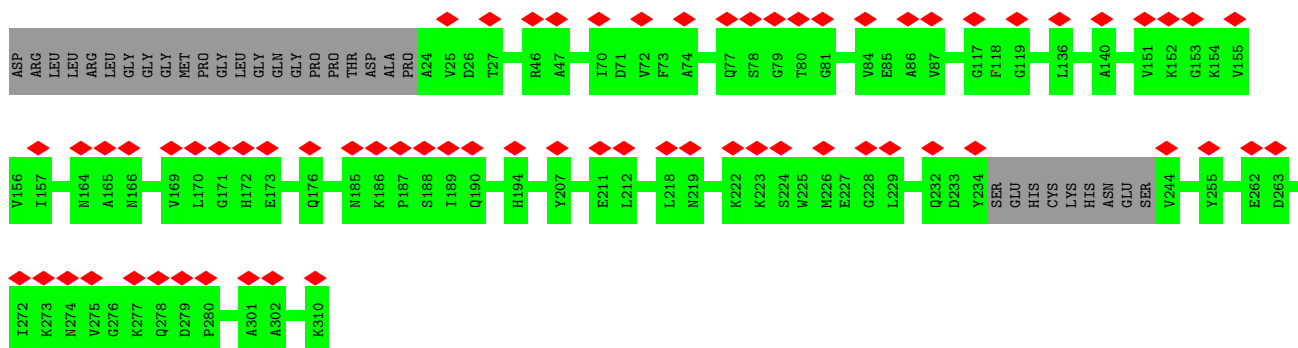 ASP ARG LEU LEU ARG LEU GLY GLY GLY MET PRO GLY LEU GLY GLN GLY PRO PRO THR ASP ALA PRO A24 V25 D26 T27 R46 A47 I70 D71 V72 F73 A74 Q77 S78 G79 T80 G81 V84 E85 A86 V87 G117 F118 G119 L136 A140 V151 K152 G153 K154 V155
V156 I157 N164 A165 N166 V169 L170 G171 H172 E173 Q176 N185 K186 P187 S188 I189 Q190 H194 Y207 E211 L212 L218 N219 K222 K223 S224 W225 M226 E227 G228 L229 Q232 D233 Y234 SER GLU HIS CYS LYS HIS ASN GLU SER V244 Y255 E262 D263
I272 K273 N274 V275 G276 K277 Q278 D279 P280 A301 A302 K310